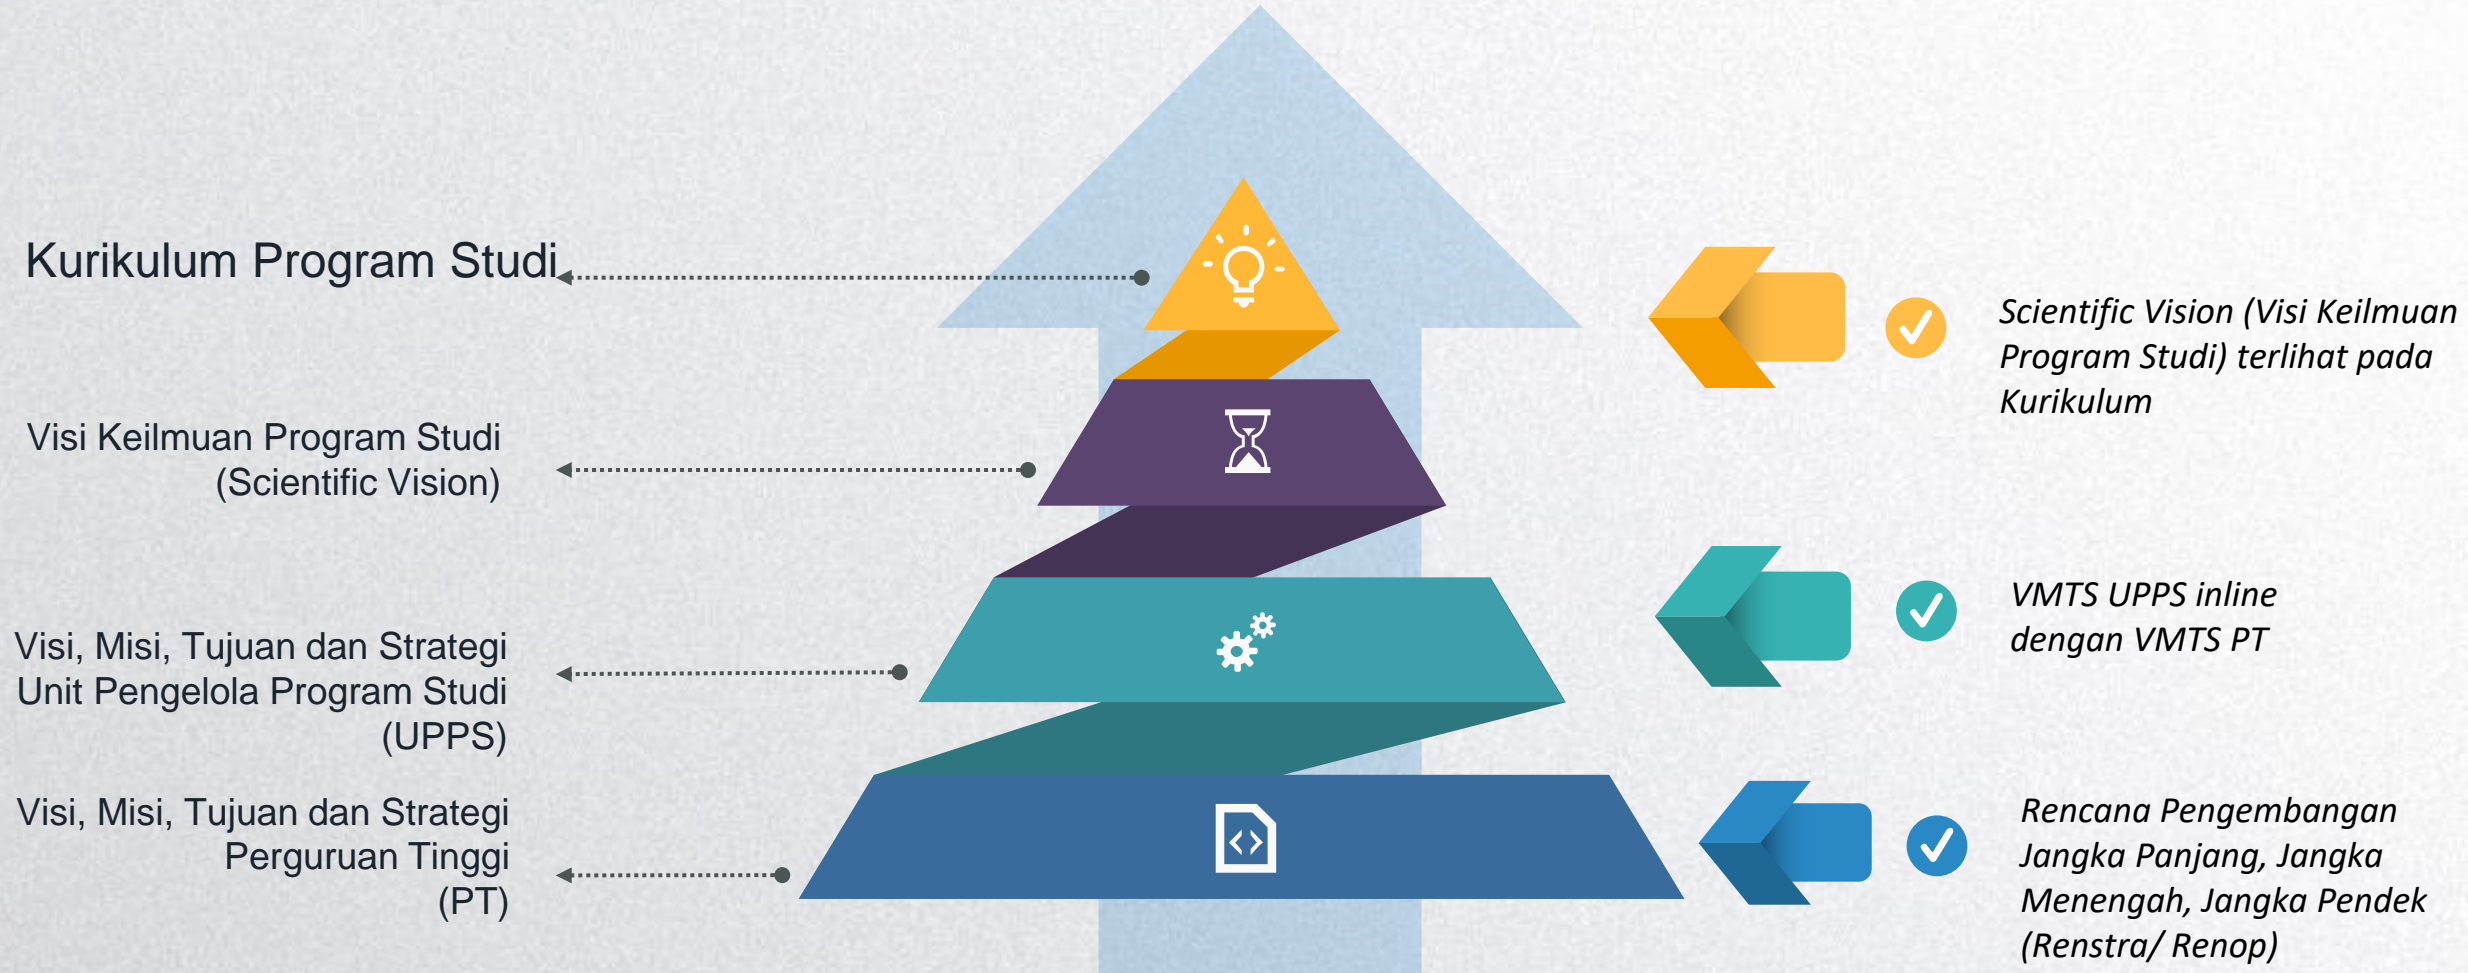 Kurikulum Program Studi
Scientific Vision (Visi Keilmuan
Program Studi) terlihat pada
Kurikulum
Visi Keilmuan Program Studi
(Scientific Vision)
VMTS UPPS inline
dengan VMTS PT
Visi, Misi, Tujuan dan Strategi
Unit Pengelola Program Studi
(UPPS)
Visi, Misi, Tujuan dan Strategi
Perguruan Tinggi
(PT)
Rencana Pengembangan
Jangka Panjang, Jangka
Menengah, Jangka Pendek
(Renstra/ Renop)